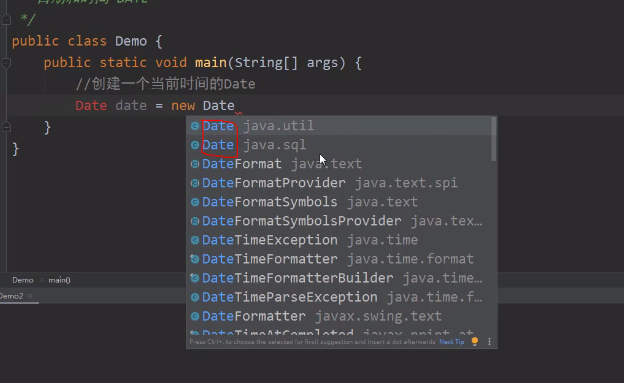 */
public class Demo {
public static void main(String[] args) {
//创建一个当前时间的Date
Date date = new Date
}
}
Date java.util
Date java.sql
DateFormat java.text
DateFormatProvider java.text.spi
DateFormatSymbols java.text
DateFormatSymbolsProvider java.tex…
DateTimeException java.time
DateTimeFormatter java.time.format
DateTimeFormatterBuilder java.time…
DateTimeParseException java.time.f…
DateFormatter javax.swing.text
DateTimeAtCompleted javax.print.at
Press Ctrl+. to choose the selected (or first) suggestion and insert a dot afterwards Next Tip
Demo main()
Demo2 ×